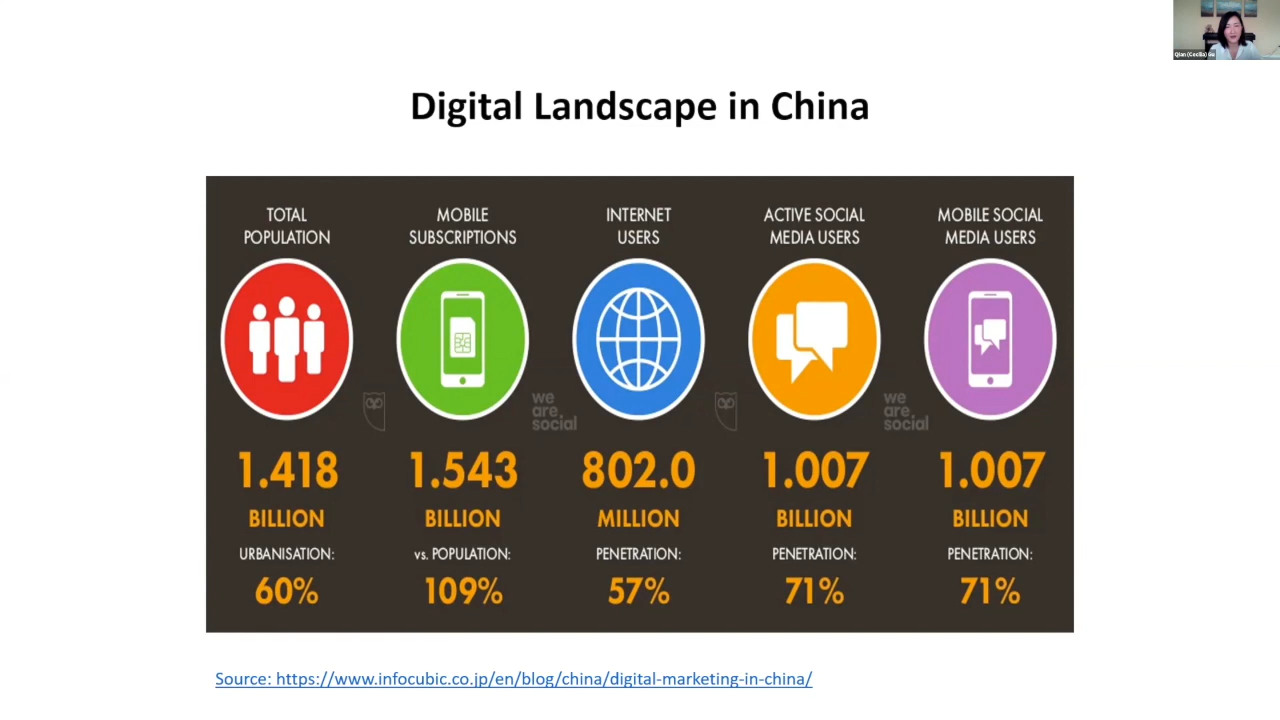 Qian (Cecilia) Gu
Digital Landscape in China
TOTAL
POPULATION
1.418
BILLION
URBANISATION:
60%
MOBILE
SUBSCRIPTIONS
1.543
BILLION
vs. POPULATION:
109%
INTERNET
USERS
802.0
MILLION
PENETRATION:
57%
ACTIVE SOCIAL
MEDIA USERS
1.007
BILLION
PENETRATION:
71%
MOBILE SOCIAL
MEDIA USERS
1.007
BILLION
PENETRATION:
71%
we
are
social
we
are
social
Source: https://www.infocubic.co.jp/en/blog/china/digital-marketing-in-china/